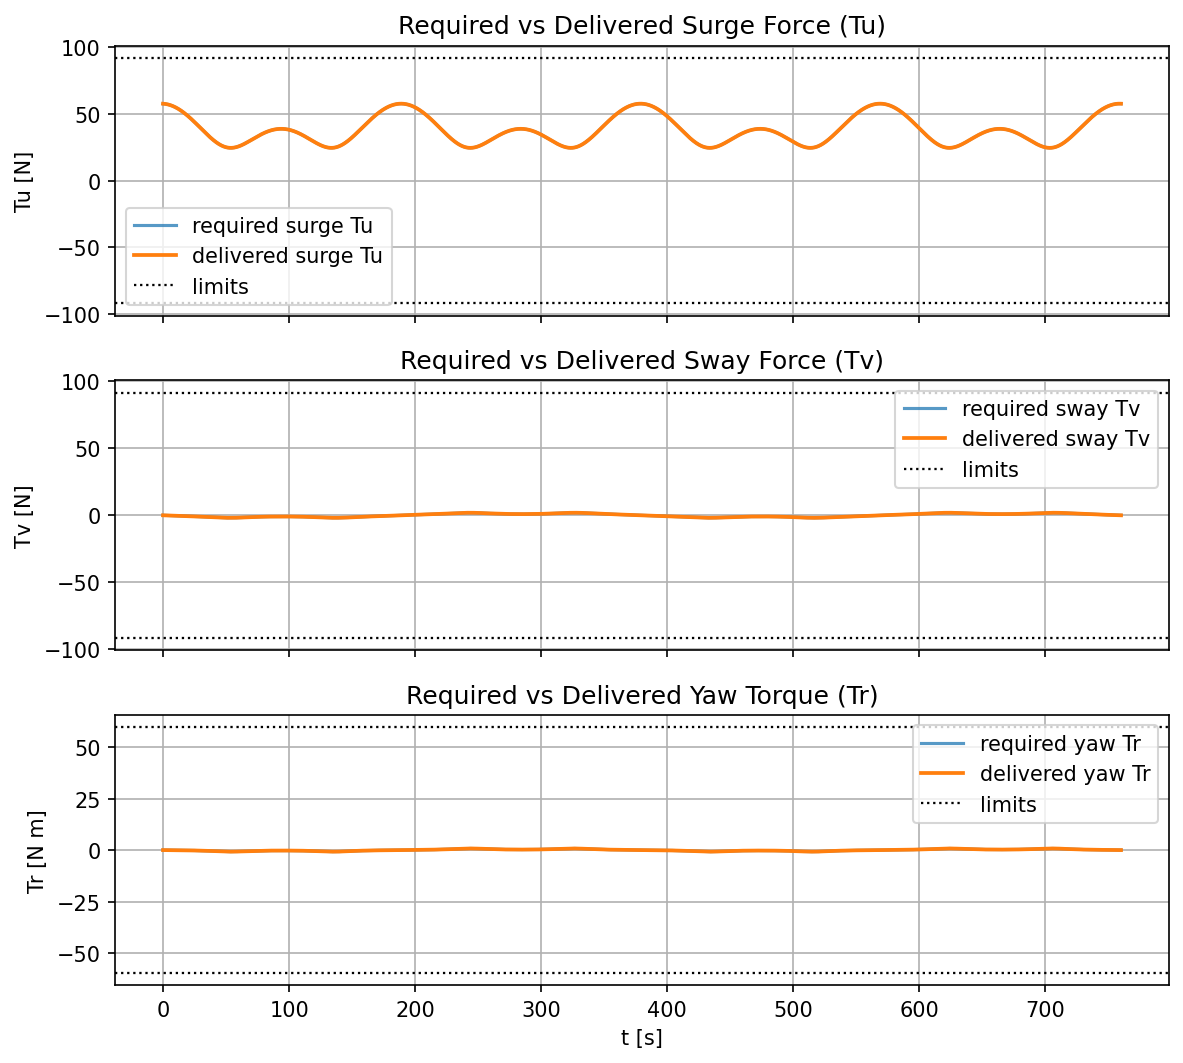 Required vs Delivered Surge Force (Tu)
100
50
0
−50
−100
Tu [N]
required surge Tu
delivered surge Tu
limits
Required vs Delivered Sway Force (Tv)
100
50
0
−50
−100
Tv [N]
required sway Tv
delivered sway Tv
limits
Required vs Delivered Yaw Torque (Tr)
50
25
0
−25
−50
Tr [N m]
required yaw Tr
delivered yaw Tr
limits
0 100 200 300 400 500 600 700
t [s]